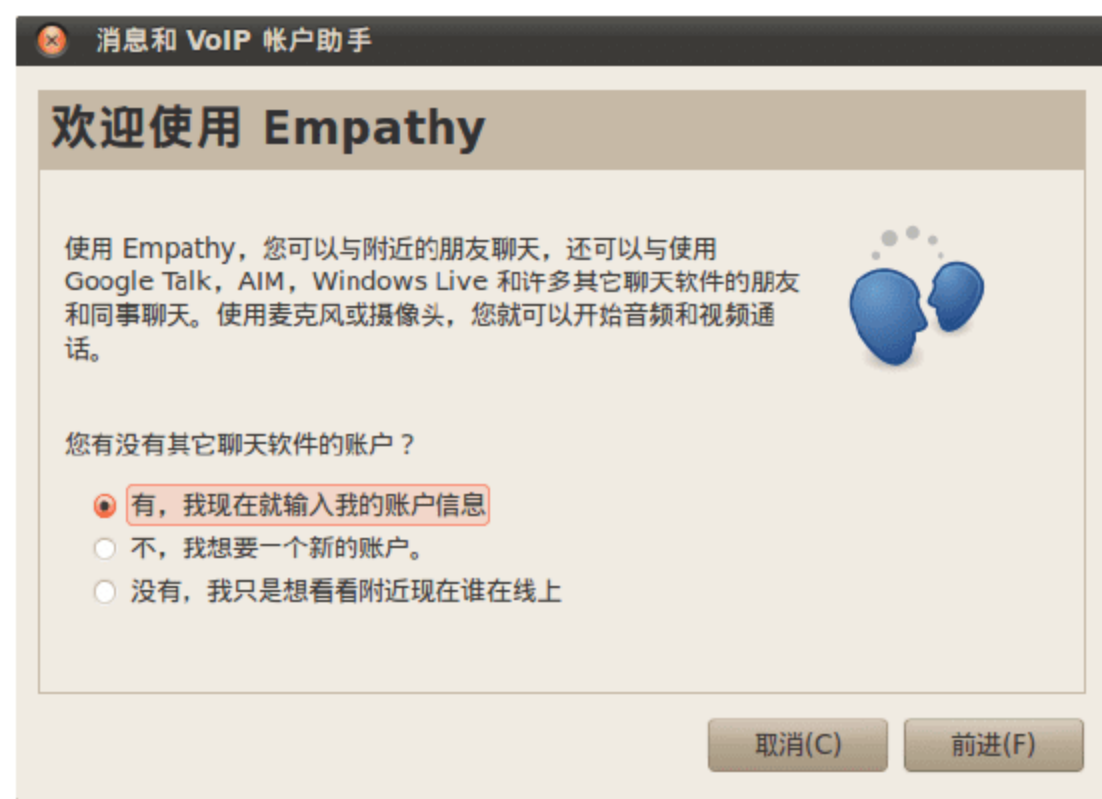 消息和 VoIP 帐户助手
欢迎使用 Empathy
使用 Empathy，您可以与附近的朋友聊天，还可以与使用
Google Talk，AIM，Windows Live 和许多其它聊天软件的朋友
和同事聊天。使用麦克风或摄像头，您就可以开始音频和视频通
话。
您有没有其它聊天软件的账户？
有，我现在就输入我的账户信息
不，我想要一个新的账户。
没有，我只是想看看附近现在谁在线上
取消(C)
前进(F)